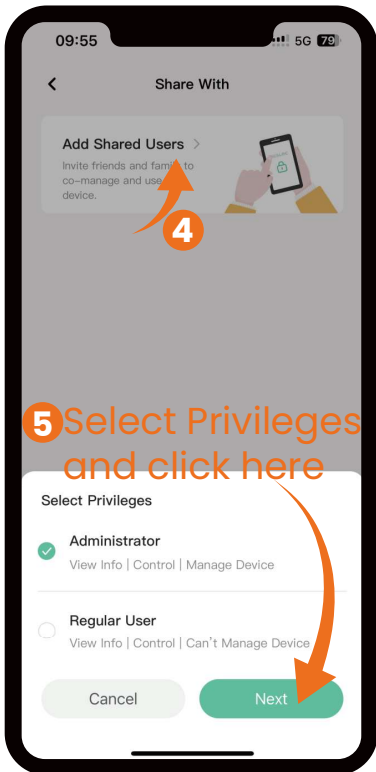 09:55 5G 79
Share With
Add Shared Users >
Invite friends and family to
co-manage and use
device.
4
5 Select Privileges
and click here
Select Privileges
Administrator
View Info | Control | Manage Device
Regular User
View Info | Control | Can't Manage Device
Cancel Next